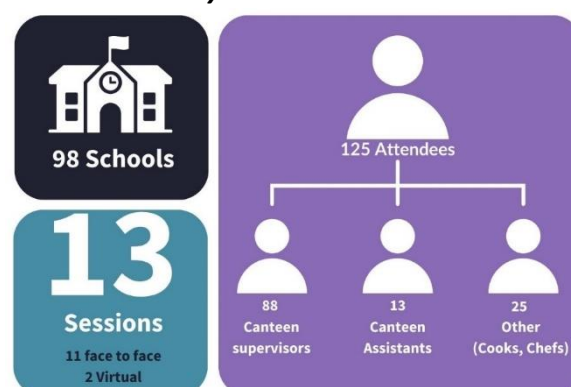 98 Schools
13
Sessions
11 face to face
2 Virtual
125 Attendees
88
Canteen
supervisors
13
Canteen
Assistants
25
Other
(Cooks, Chefs)